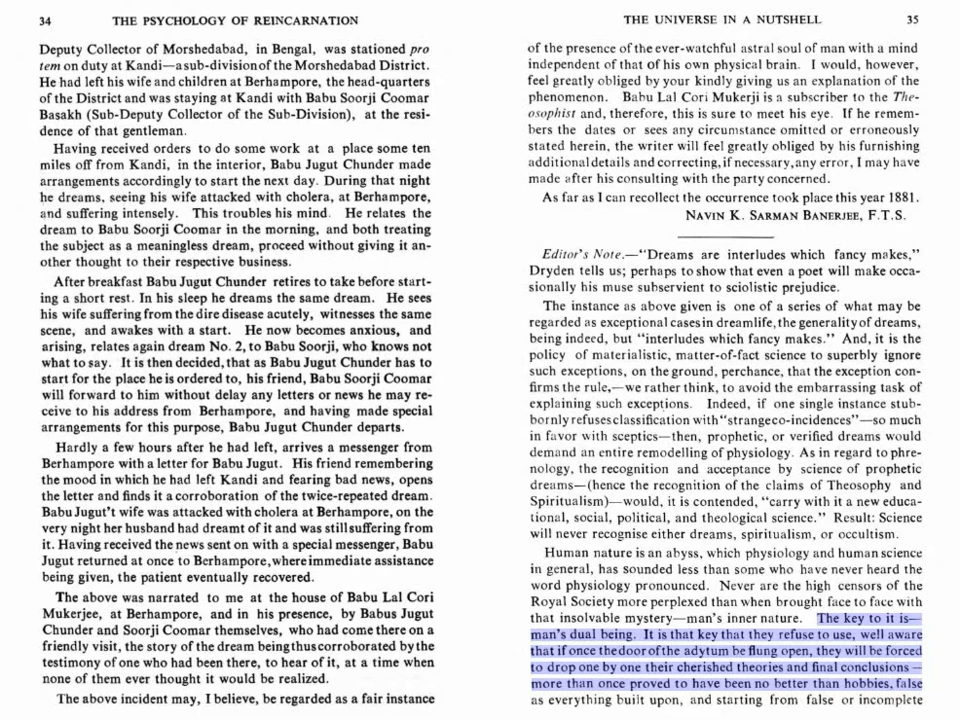 34 THE PSYCHOLOGY OF REINCARNATION
Deputy Collector of Morshedabad, in Bengal, was stationed pro
tem on duty at Kandi—a sub-division of the Morshedabad District.
He had left his wife and children at Berhampore, the head-quarters
of the District and was staying at Kandi with Babu Soorji Coomar
Basakh (Sub-Deputy Collector of the Sub-Division), at the resi-
dence of that gentleman.
Having received orders to do some work at a place some ten
miles off from Kandi, in the interior, Babu Jugut Chunder made
arrangements accordingly to start the next day. During that night
he dreams, seeing his wife attacked with cholera, at Berhampore,
and suffering intensely. This troubles his mind. He relates the
dream to Babu Soorji Coomar in the morning, and both treating
the subject as a meaningless dream, proceed without giving it an-
other thought to their respective business.
After breakfast Babu Jugut Chunder retires to take before start-
ing a short rest. In his sleep he dreams the same dream. He sees
his wife suffering from the dire disease acutely, witnesses the same
scene, and awakes with a start. He now becomes anxious, and
arising, relates again dream No. 2, to Babu Soorji, who knows not
what to say. It is then decided, that as Babu Jugut Chunder has to
start for the place he is ordered to, his friend, Babu Soorji Coomar
will forward to him without delay any letters or news he may re-
ceive to his address from Berhampore, and having made special
arrangements for this purpose, Babu Jugut Chunder departs.
Hardly a few hours after he had left, arrives a messenger from
Berhampore with a letter for Babu Jugut. His friend remembering
the mood in which he had left Kandi and fearing bad news, opens
the letter and finds it a corroboration of the twice-repeated dream.
Babu Jugut't wife was attacked with cholera at Berhampore, on the
very night her husband had dreamt of it and was still suffering from
it. Having received the news sent on with a special messenger, Babu
Jugut returned at once to Berhampore, where immediate assistance
being given, the patient eventually recovered.
The above was narrated to me at the house of Babu Lal Cori
Mukerjee, at Berhampore, and in his presence, by Babus Jugut
Chunder and Soorji Coomar themselves, who had come there on a
friendly visit, the story of the dream being thus corroborated by the
testimony of one who had been there, to hear of it, at a time when
none of them ever thought it would be realized.
The above incident may, I believe, be regarded as a fair instance
THE UNIVERSE IN A NUTSHELL 35
of the presence of the ever-watchful astral soul of man with a mind
independent of that of his own physical brain. I would, however,
feel greatly obliged by your kindly giving us an explanation of the
phenomenon. Babu Lal Cori Mukerji is a subscriber to the The-
osophist and, therefore, this is sure to meet his eye. If he remem-
bers the dates or sees any circumstance omitted or erroneously
stated herein, the writer will feel greatly obliged by his furnishing
additional details and correcting, if necessary, any error, I may have
made after his consulting with the party concerned.
As far as I can recollect the occurrence took place this year 1881.
NAVIN K. SARMAN BANERJEE, F.T.S.
Editor's Note.—"Dreams are interludes which fancy makes,"
Dryden tells us; perhaps to show that even a poet will make occa-
sionally his muse subservient to sciolistic prejudice.
The instance as above given is one of a series of what may be
regarded as exceptional cases in dream life, the generality of dreams,
being indeed, but "interludes which fancy makes." And, it is the
policy of materialistic, matter-of-fact science to superbly ignore
such exceptions, on the ground, perchance, that the exception con-
firms the rule,—we rather think, to avoid the embarrassing task of
explaining such exceptions. Indeed, if one single instance stub-
bornly refuses classification with "strange co-incidences"—so much
in favor with sceptics—then, prophetic, or verified dreams would
demand an entire remodelling of physiology. As in regard to phre-
nology, the recognition and acceptance by science of prophetic
dreams—(hence the recognition of the claims of Theosophy and
Spiritualism)—would, it is contended, "carry with it a new educa-
tional, social, political, and theological science." Result: Science
will never recognise either dreams, spiritualism, or occultism.
Human nature is an abyss, which physiology and human science
in general, has sounded less than some who have never heard the
word physiology pronounced. Never are the high censors of the
Royal Society more perplexed than when brought face to face with
that insolvable mystery—man's inner nature. The key to it is—
man's dual being. It is that key that they refuse to use, well aware
that if once the door of the adytum be flung open, they will be forced
to drop one by one their cherished theories and final conclusions —
more than once proved to have been no better than hobbies, false
as everything built upon, and starting from false or incomplete